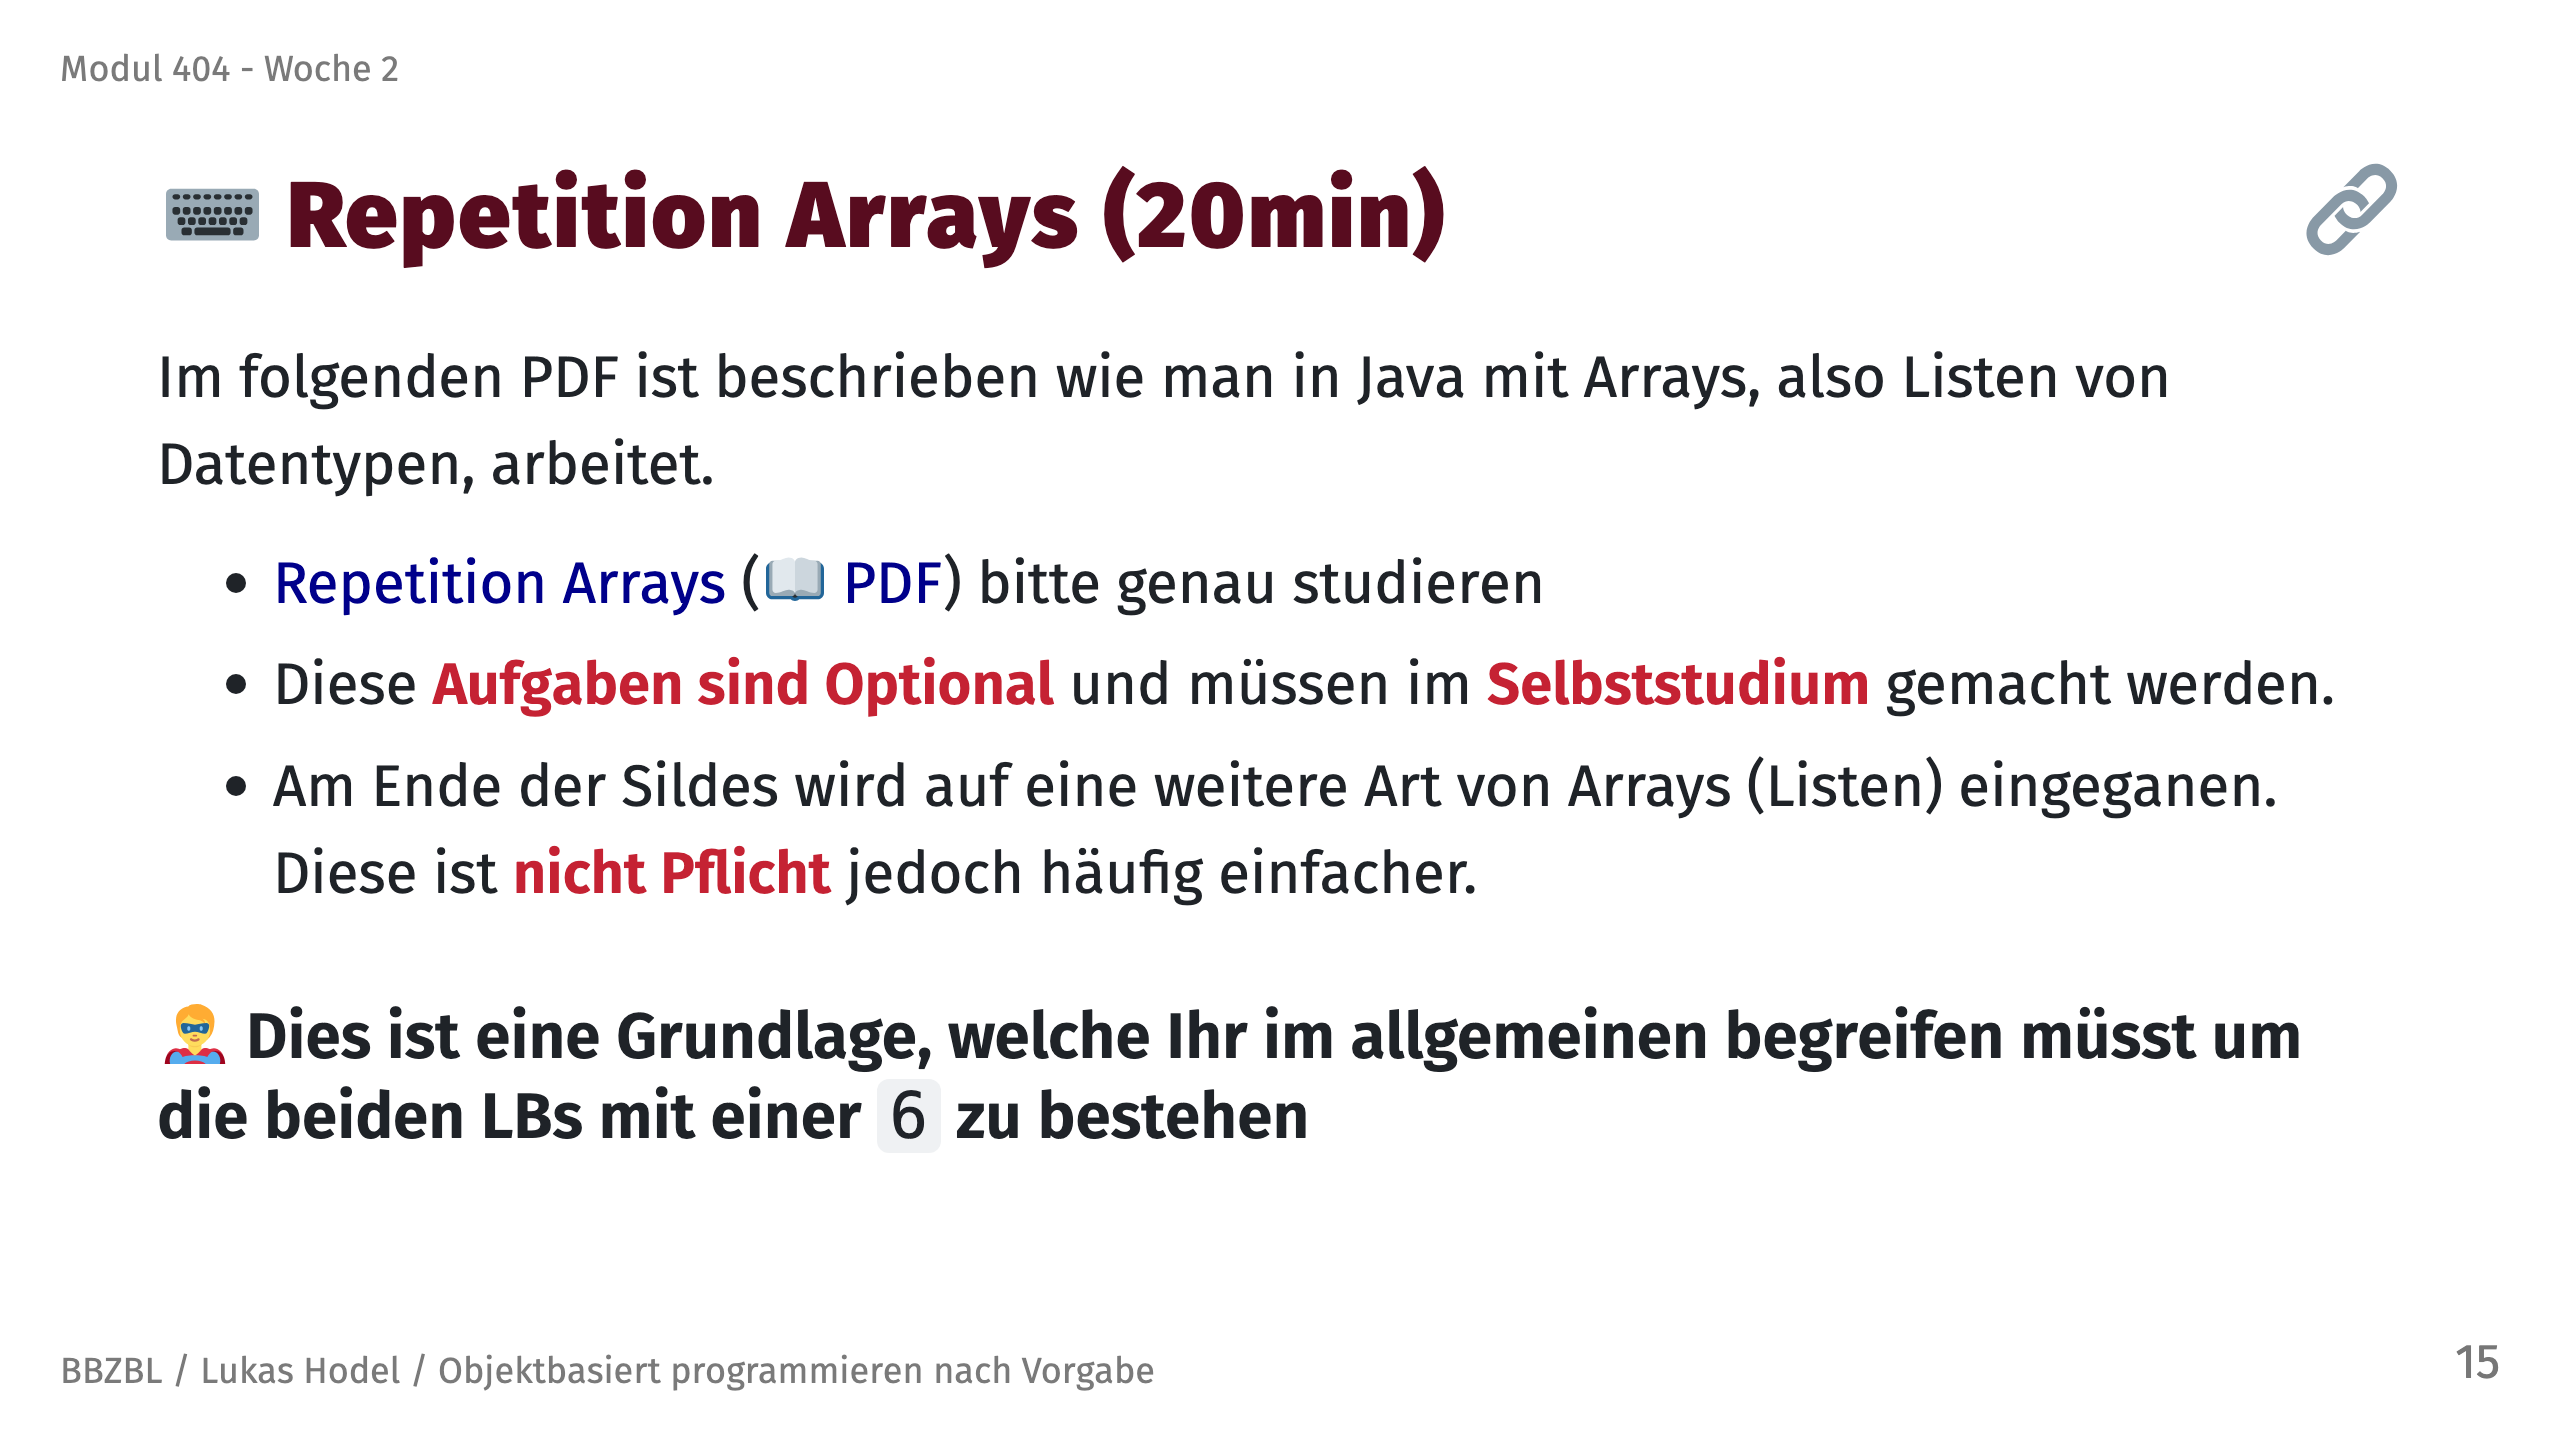 Modul 404 - Woche 2
⌨️ Repetition Arrays (20min) 🔗
Im folgenden PDF ist beschrieben wie man in Java mit Arrays, also Listen von
Datentypen, arbeitet.
• Repetition Arrays (📖 PDF) bitte genau studieren
• Diese Aufgaben sind Optional und müssen im Selbststudium gemacht werden.
• Am Ende der Sildes wird auf eine weitere Art von Arrays (Listen) eingeganen.
Diese ist nicht Pflicht jedoch häufig einfacher.
🦸‍♂️ Dies ist eine Grundlage, welche Ihr im allgemeinen begreifen müsst um
die beiden LBs mit einer 6 zu bestehen
BBZBL / Lukas Hodel / Objektbasiert programmieren nach Vorgabe
15